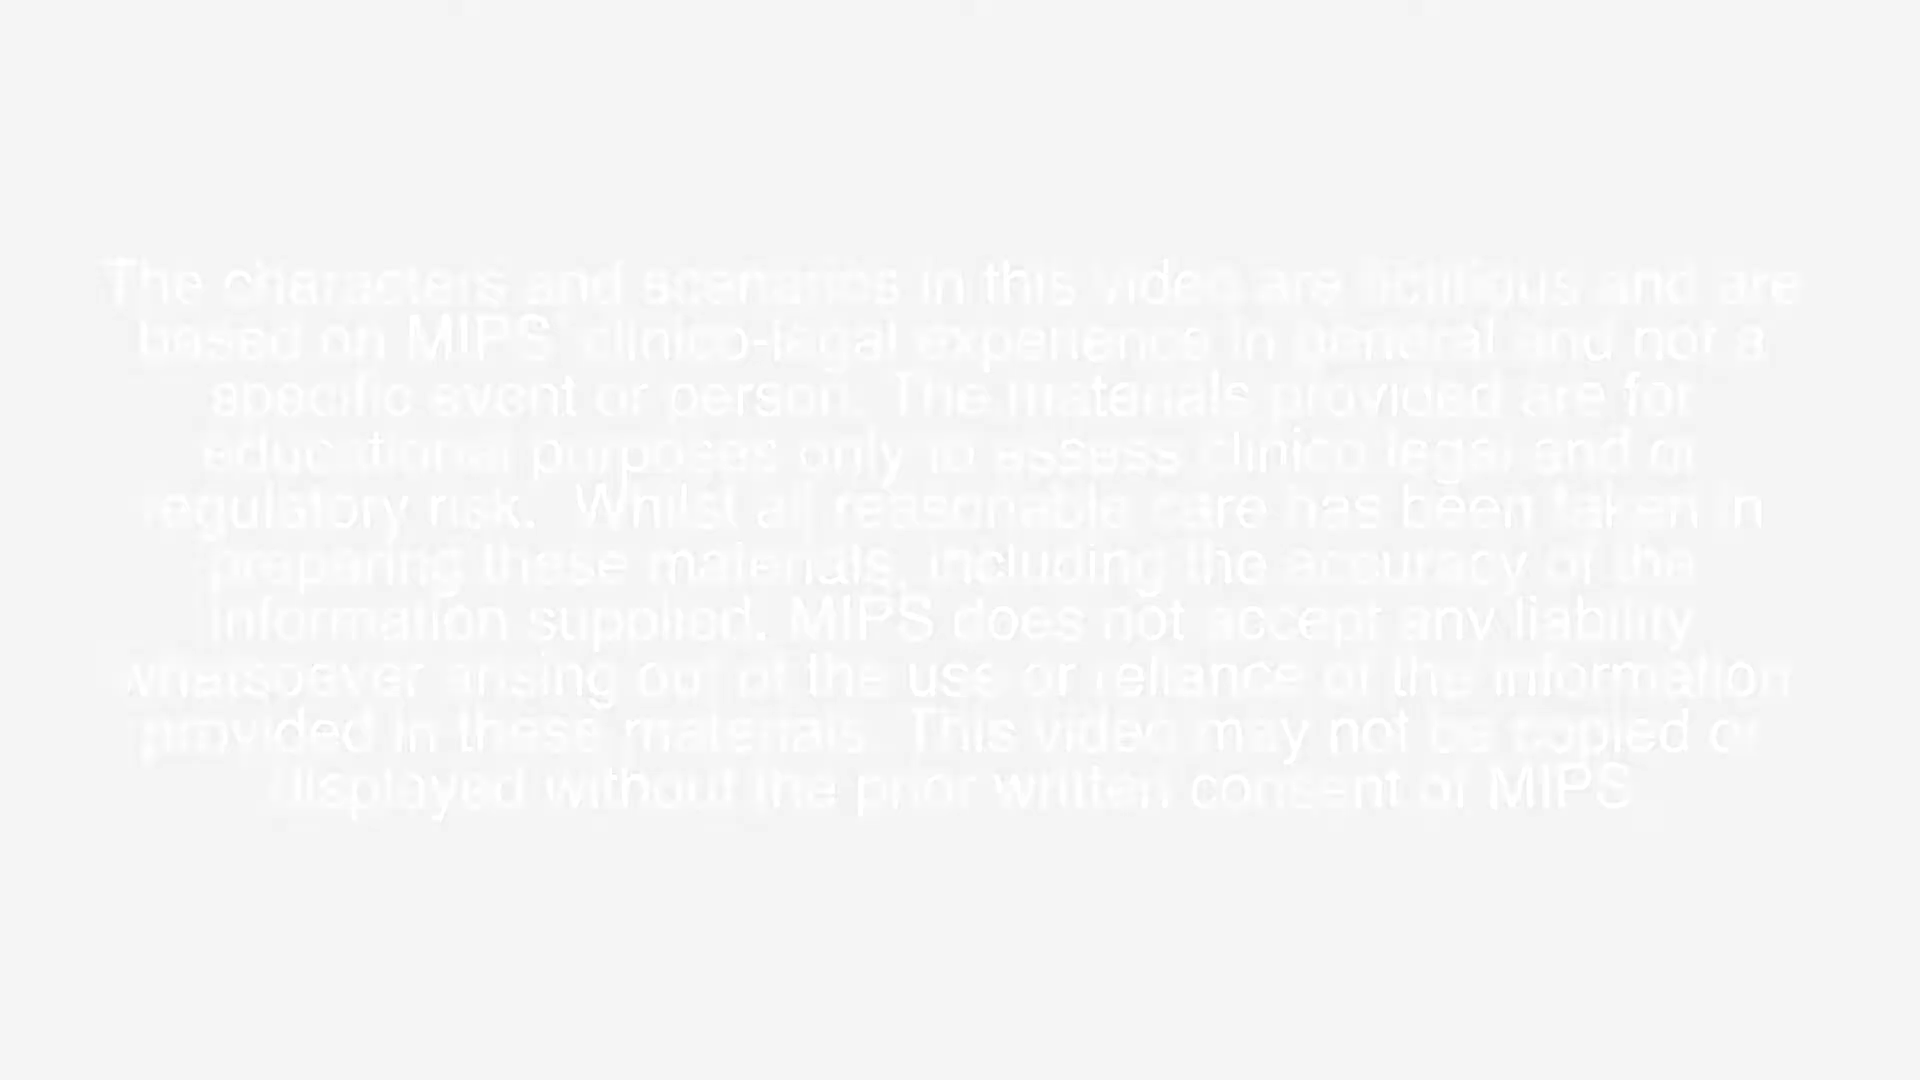 The characters and scenarios in this video are fictitious and are
based on MIPS' clinico-legal experience in general and not a
specific event or person. The materials provided are for
educational purposes only to assess clinico legal and or
regulatory risk. Whilst all reasonable care has been taken in
preparing these materials, including the accuracy of the
information supplied. MIPS does not accept any liability
whatsoever arising out of the use or reliance of the information
provided in these materials. This video may not be copied or
displayed without the prior written consent of MIPS